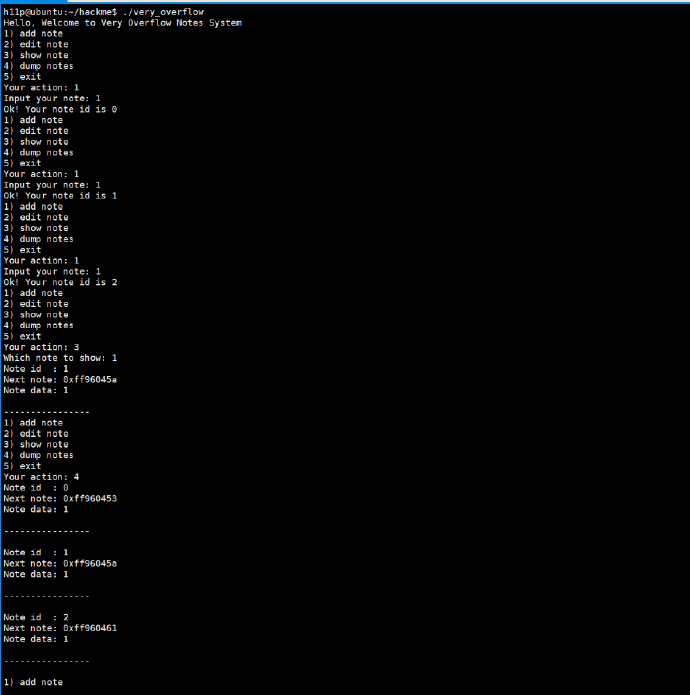 h11p@ubuntu:~/hackme$ ./very_overflow
Hello, Welcome to Very Overflow Notes System
1) add note
2) edit note
3) show note
4) dump notes
5) exit
Your action: 1
Input your note: 1
Ok! Your note id is 0
1) add note
2) edit note
3) show note
4) dump notes
5) exit
Your action: 1
Input your note: 1
Ok! Your note id is 1
1) add note
2) edit note
3) show note
4) dump notes
5) exit
Your action: 1
Input your note: 1
Ok! Your note id is 2
1) add note
2) edit note
3) show note
4) dump notes
5) exit
Your action: 3
Which note to show: 1
Note id  : 1
Next note: 0xff96045a
Note data: 1

----------------
1) add note
2) edit note
3) show note
4) dump notes
5) exit
Your action: 4
Note id  : 0
Next note: 0xff960453
Note data: 1

----------------

Note id  : 1
Next note: 0xff96045a
Note data: 1

----------------

Note id  : 2
Next note: 0xff960461
Note data: 1

----------------

1) add note